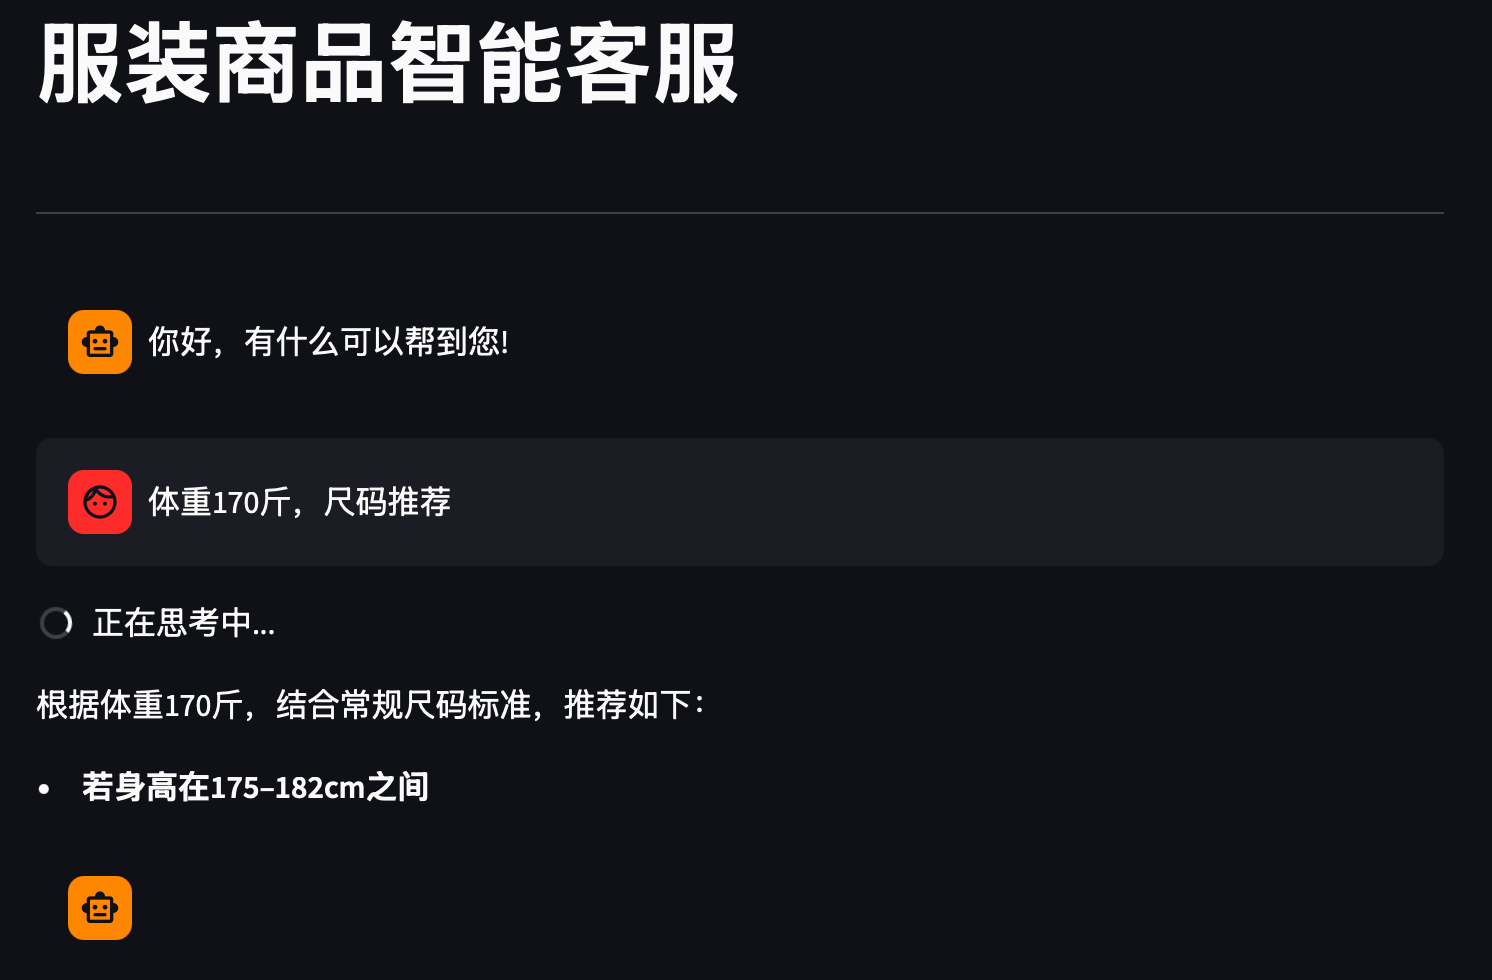 服装商品智能客服
你好，有什么可以帮到您!
体重170斤，尺码推荐
正在思考中...
根据体重170斤，结合常规尺码标准，推荐如下：
• 若身高在175–182cm之间